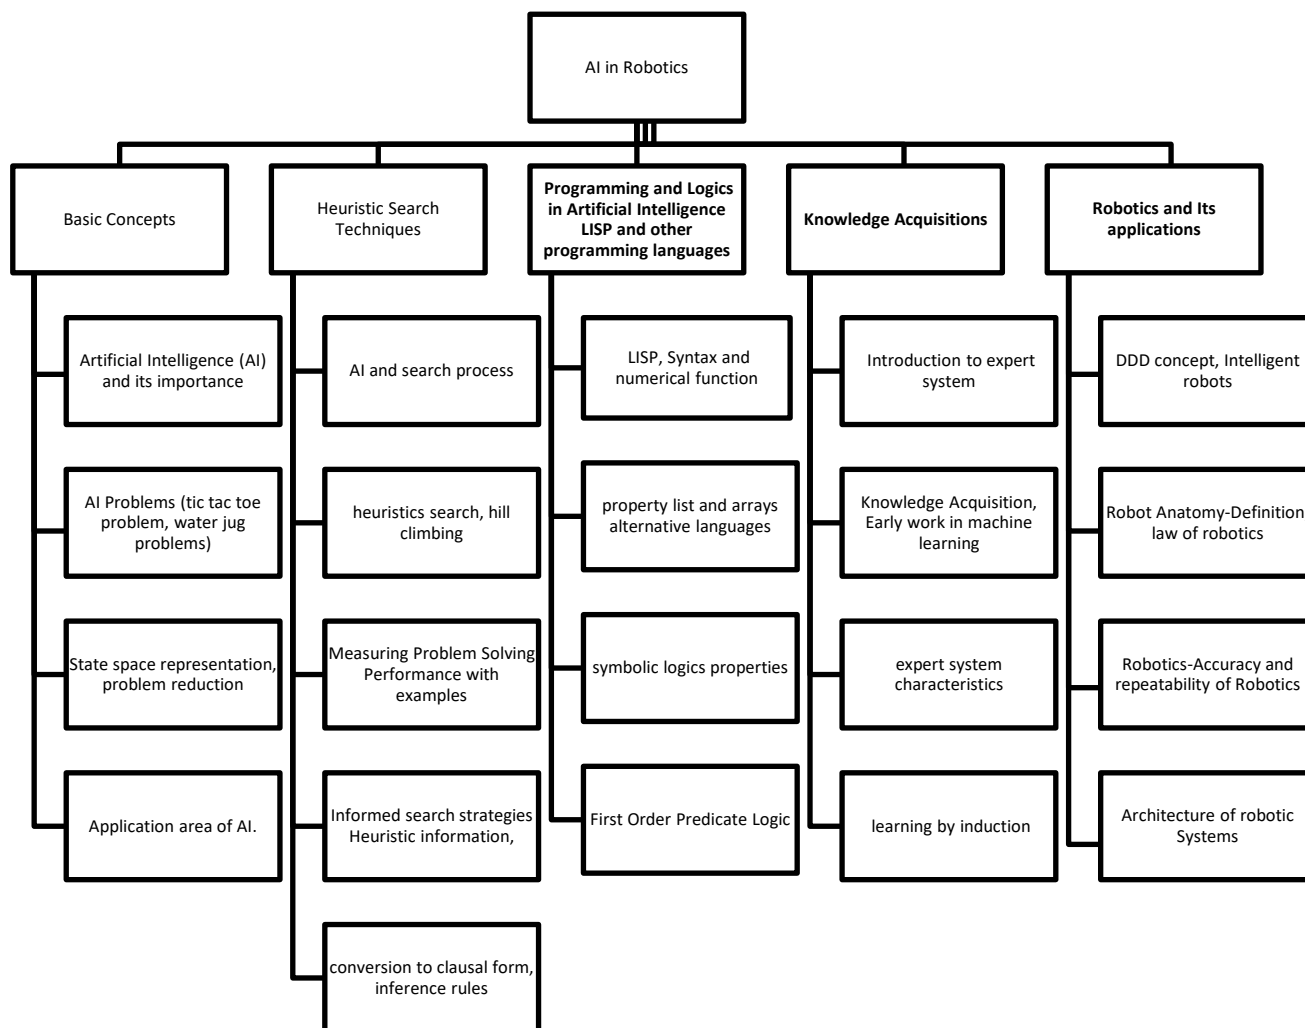 AI in Robotics
Basic Concepts
Heuristic Search
Techniques
Programming and Logics
in Artificial Intelligence
LISP and other
programming languages
Knowledge Acquisitions
Robotics and Its
applications
Artificial Intelligence (AI)
and its importance
AI Problems (tic tac toe
problem, water jug
problems)
State space representation,
problem reduction
Application area of AI.
AI and search process
heuristics search, hill
climbing
Measuring Problem Solving
Performance with
examples
Informed search strategies
Heuristic information,
conversion to clausal form,
inference rules
LISP, Syntax and
numerical function
property list and arrays
alternative languages
symbolic logics properties
First Order Predicate Logic
Introduction to expert
system
Knowledge Acquisition,
Early work in machine
learning
expert system
characteristics
learning by induction
DDD concept, Intelligent
robots
Robot Anatomy-Definition,
law of robotics
Robotics-Accuracy and
repeatability of Robotics
Architecture of robotic
Systems